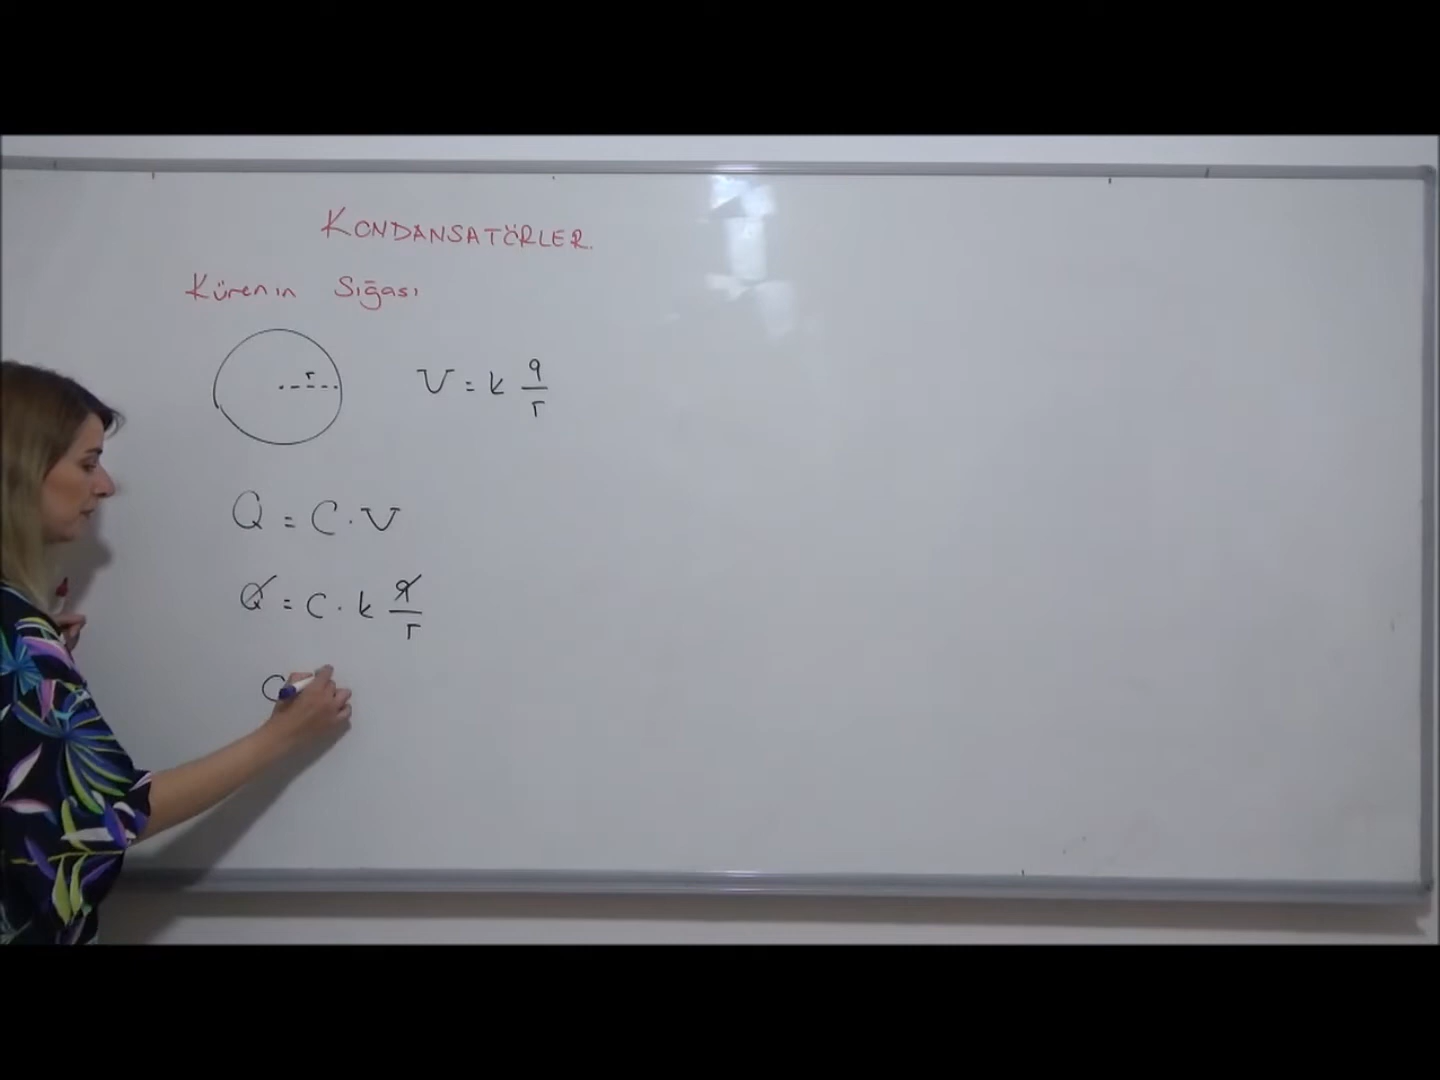 KONDANSATÖRLER.
Kürenin Sığası
r
V = k q/r
Q = C · V
Q = C · k q/r
C